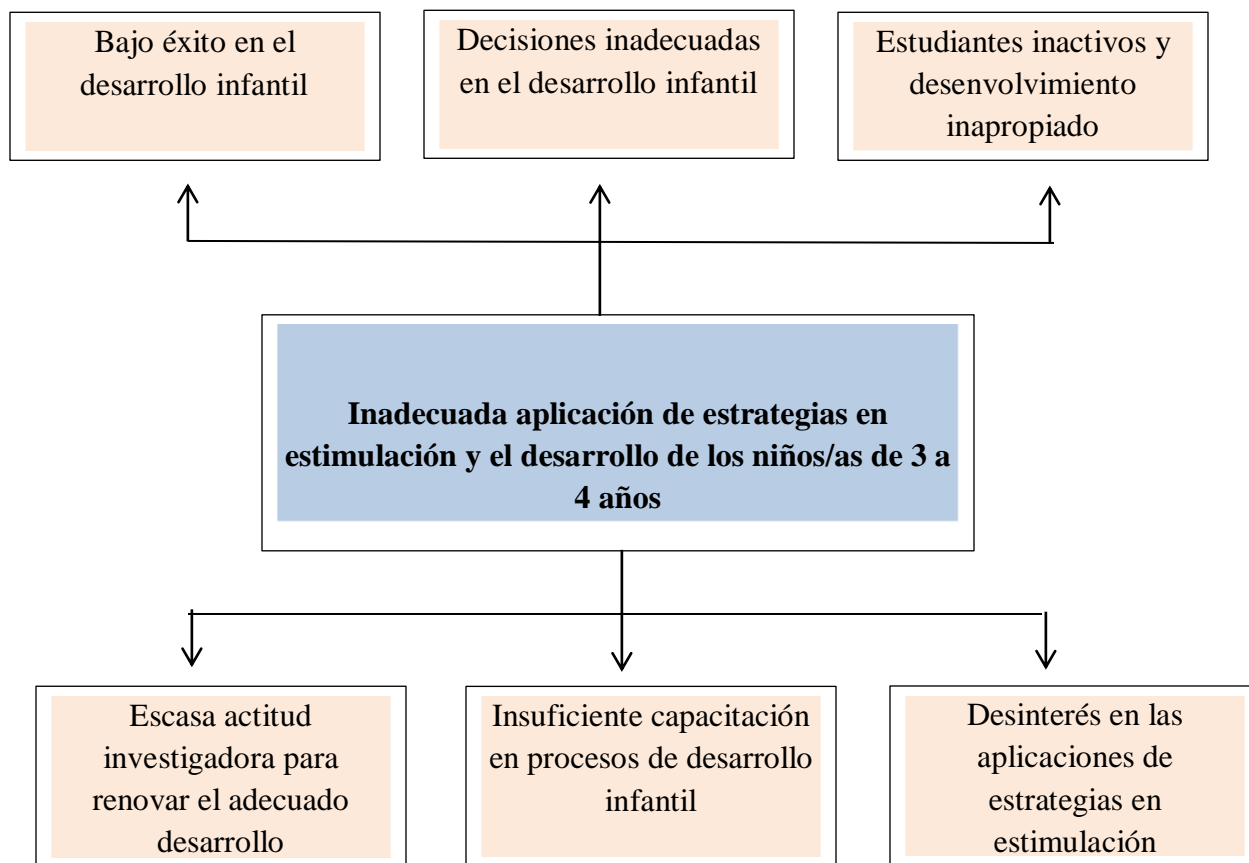 Bajo éxito en el
desarrollo infantil
Decisiones inadecuadas
en el desarrollo infantil
Estudiantes inactivos y
desenvolvimiento
inapropiado
Inadecuada aplicación de estrategias en
estimulación y el desarrollo de los niños/as de 3 a
4 años
Escasa actitud
investigadora para
renovar el adecuado
desarrollo
Insuficiente capacitación
en procesos de desarrollo
infantil
Desinterés en las
aplicaciones de
estrategias en
estimulación